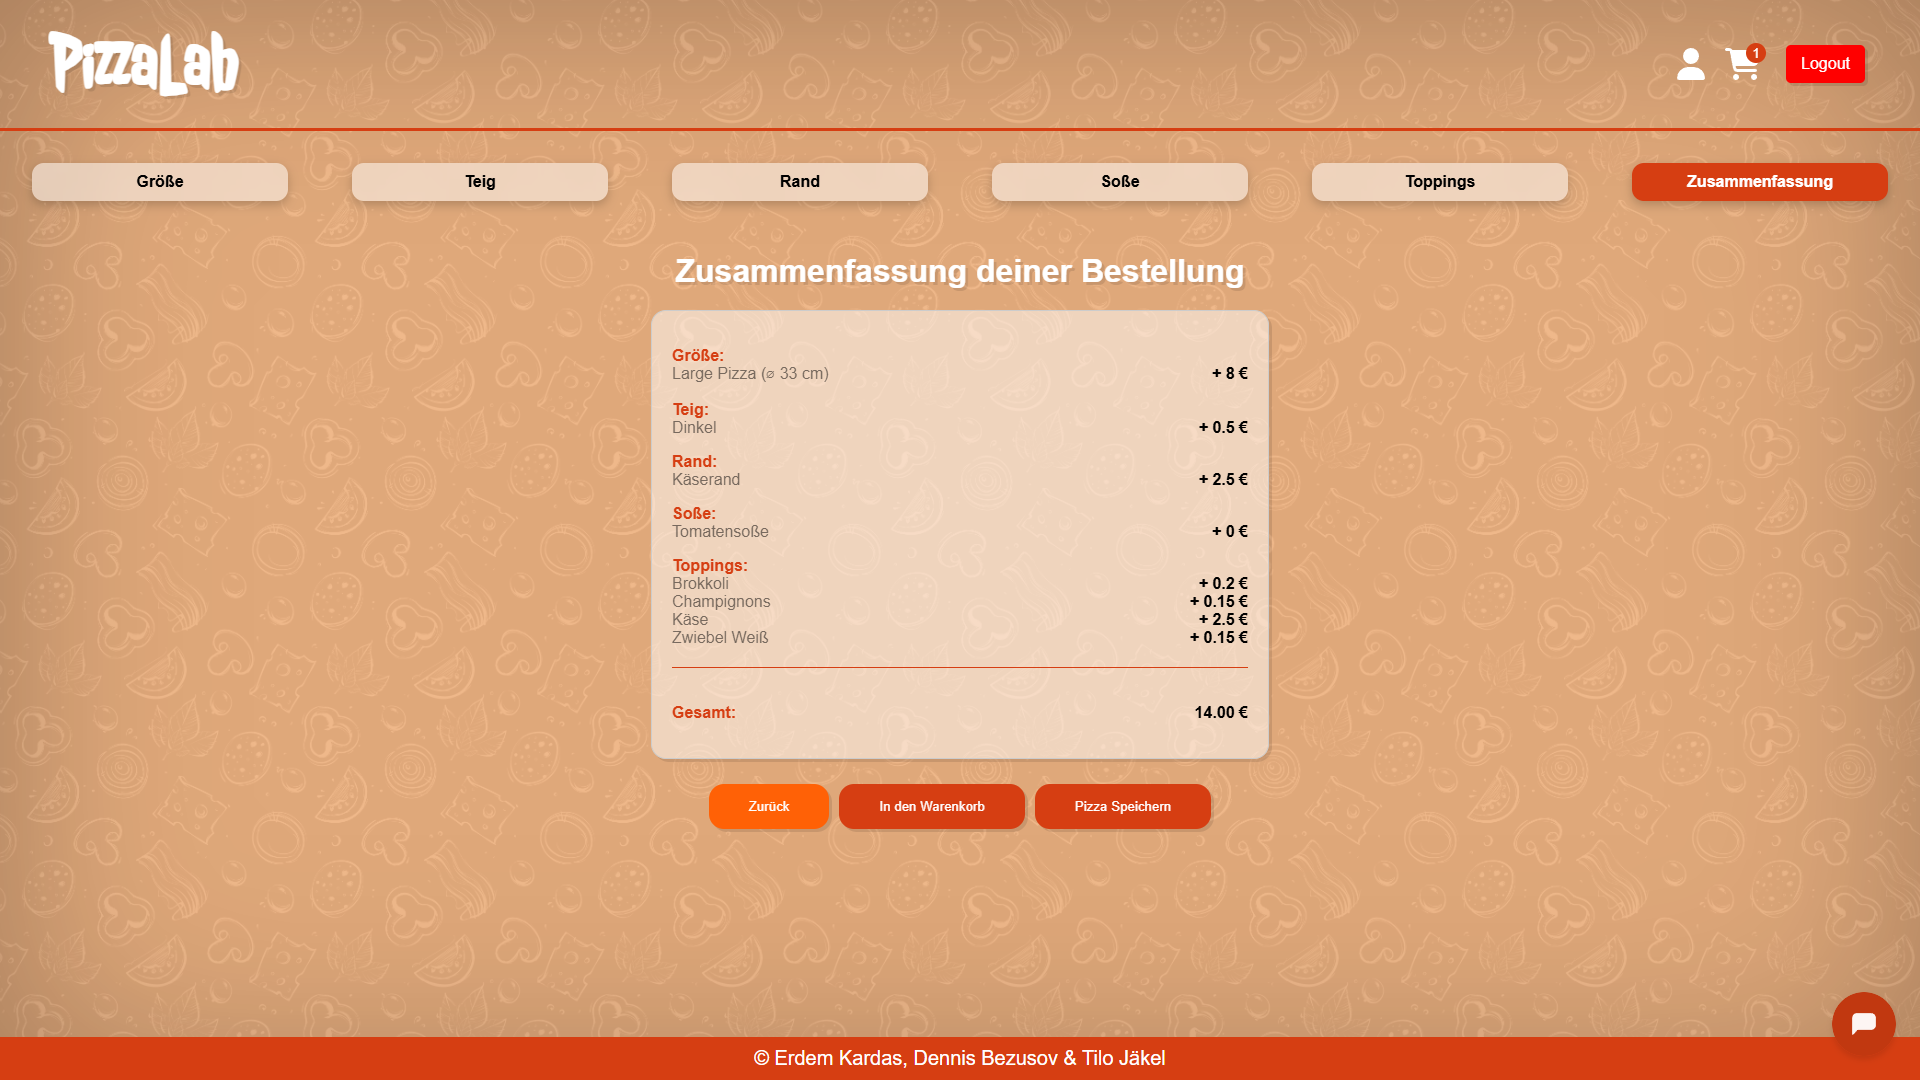 PizzaLab
1
Logout
Größe
Teig
Rand
Soße
Toppings
Zusammenfassung
Zusammenfassung deiner Bestellung
Größe:
Large Pizza (⌀ 33 cm) + 8 €
Teig:
Dinkel + 0.5 €
Rand:
Käserand + 2.5 €
Soße:
Tomatensoße + 0 €
Toppings:
Brokkoli + 0.2 €
Champignons + 0.15 €
Käse + 2.5 €
Zwiebel Weiß + 0.15 €
Gesamt: 14.00 €
Zurück
In den Warenkorb
Pizza Speichern
© Erdem Kardas, Dennis Bezusov & Tilo Jäkel